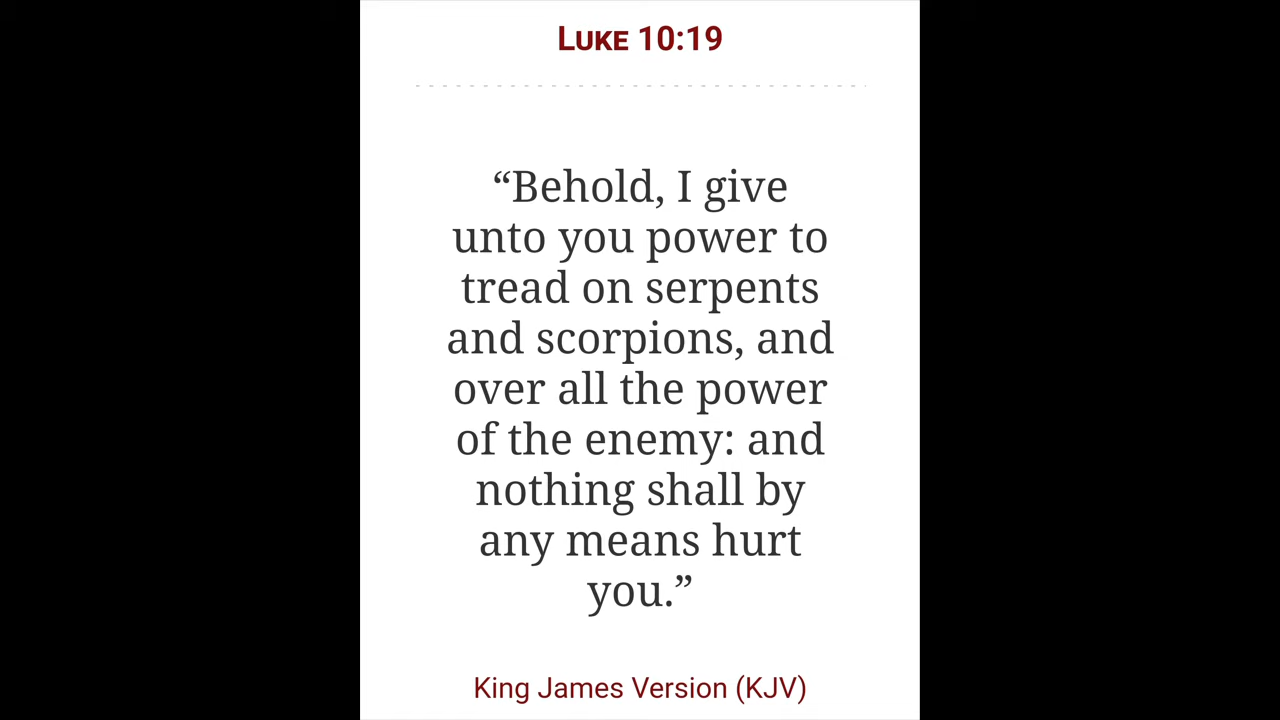 Luke 10:19
“Behold, I give
unto you power to
tread on serpents
and scorpions, and
over all the power
of the enemy: and
nothing shall by
any means hurt
you.”
King James Version (KJV)